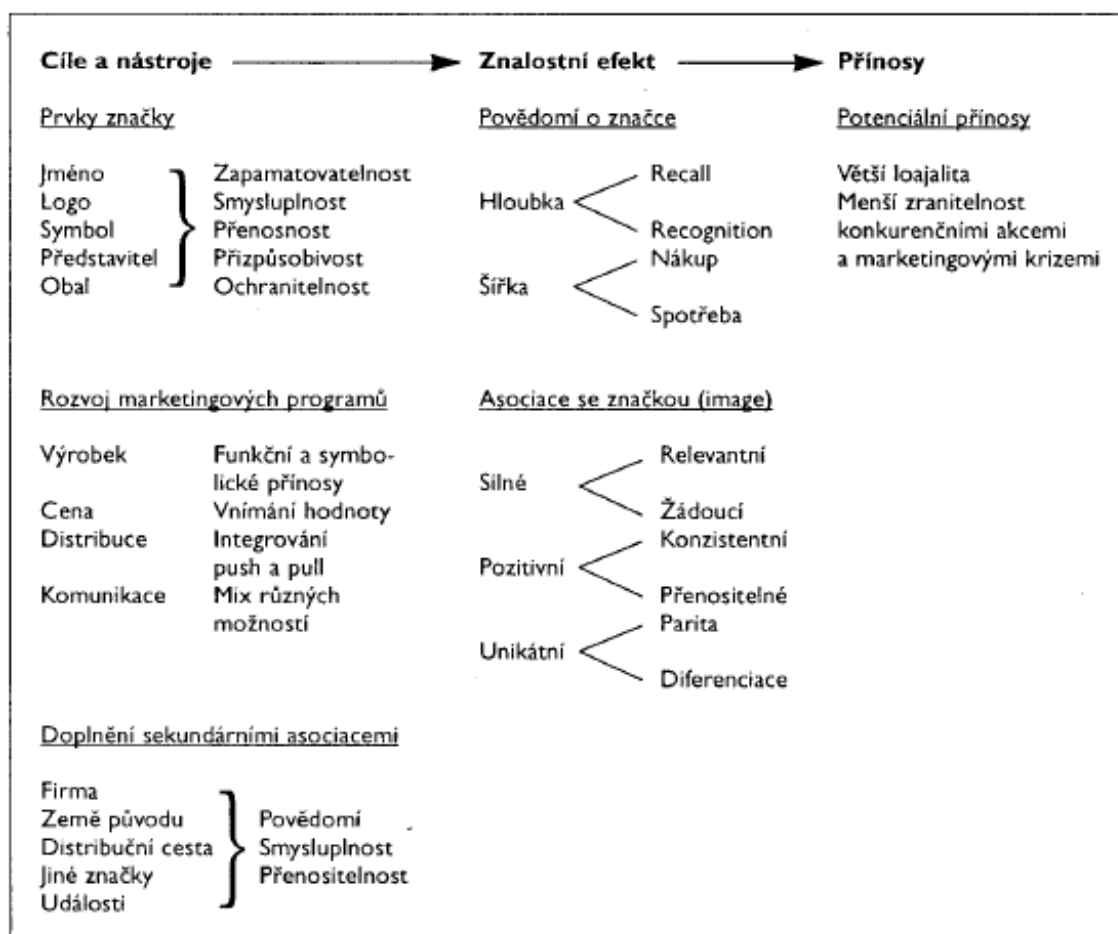 Cíle a nástroje Znalostní efekt Přínosy
Prvky značky
Jméno
Logo
Symbol
Představitel
Obal
Zapamatovatelnost
Smysluplnost
Přenosnost
Přizpůsobivost
Ochranitelnost
Rozvoj marketingových programů
Výrobek Funkční a symbo-
lické přínosy
Cena Vnímání hodnoty
Distribuce Integrování
push a pull
Komunikace Mix různých
možností
Doplnění sekundárními asociacemi
Firma
Země původu
Distribuční cesta
Jiné značky
Události
Povědomí
Smysluplnost
Přenositelnost
Povědomí o značce
Hloubka
Recall
Recognition
Šířka
Nákup
Spotřeba
Asociace se značkou (image)
Silné
Relevantní
Žádoucí
Pozitivní
Konzistentní
Přenositelné
Unikátní
Parita
Diferenciace
Potenciální přínosy
Větší loajalita
Menší zranitelnost
konkurenčními akcemi
a marketingovými krizemi